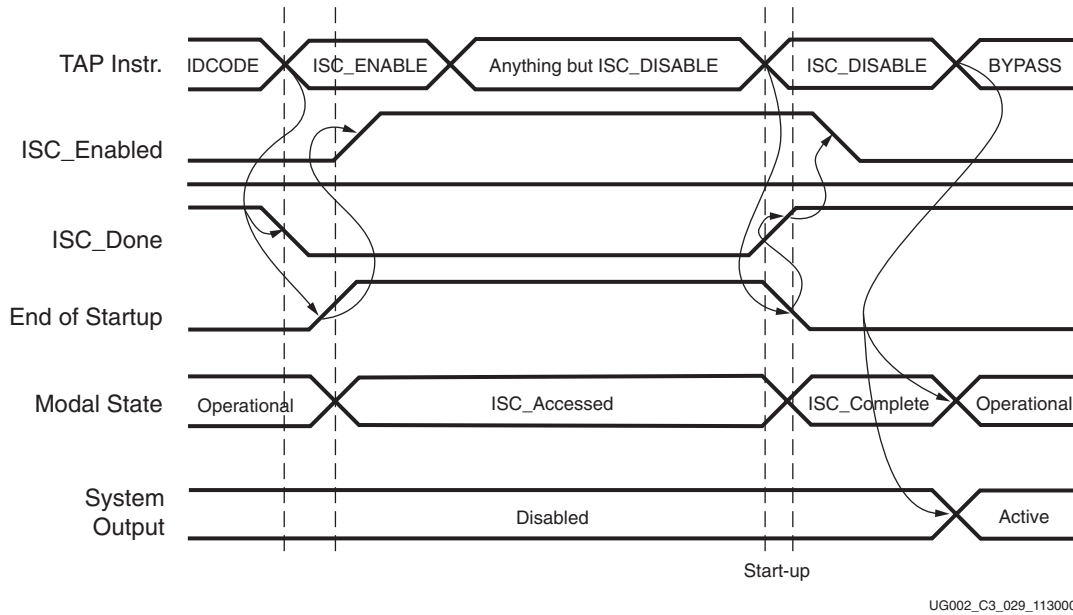 TAP Instr.
IDCODE
ISC_ENABLE
Anything but ISC_DISABLE
ISC_DISABLE
BYPASS
ISC_Enabled
ISC_Done
End of Startup
Modal State
Operational
ISC_Accessed
ISC_Complete
Operational
System
Output
Disabled
Active
Start-up
UG002_C3_029_113000